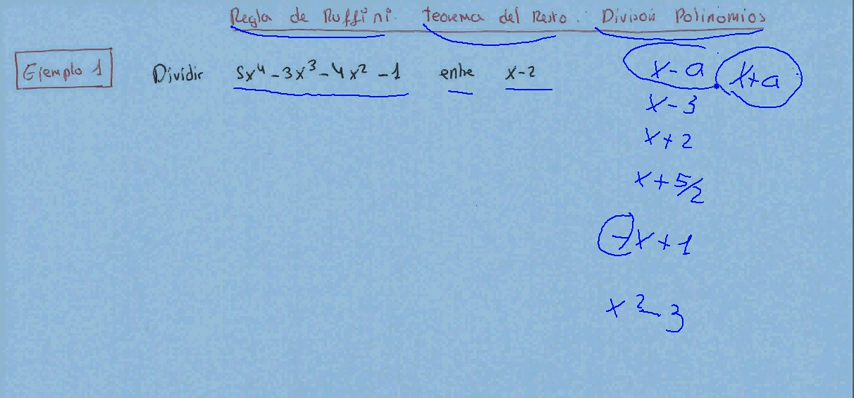 Regla de Ruffini. Teorema del Resto. Division Polinomios
Ejemplo 1 Dividir 5x⁴ - 3x³ - 4x² - 1 entre x-2
x-a x+a
x-3
x+2
x+5/2
-x+1
x²-3